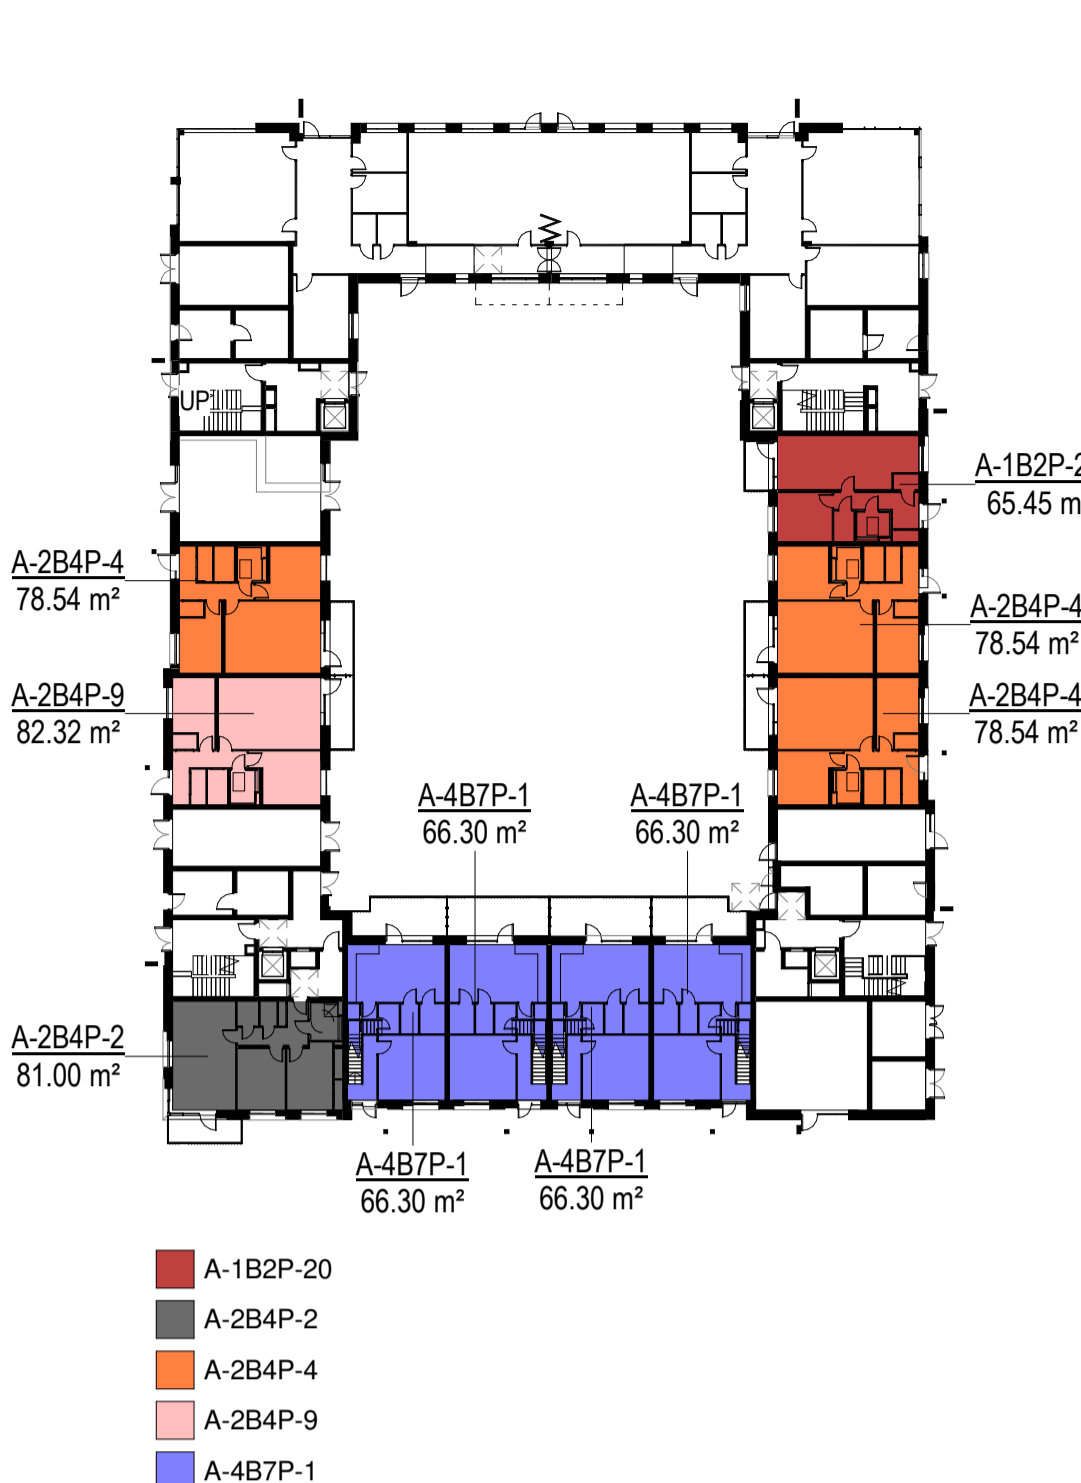 UP
A-1B2P-2
65.45 m
A-2B4P-4
78.54 m²
A-2B4P-4
78.54 m²
A-2B4P-9
82.32 m²
A-2B4P-4
78.54 m²
A-4B7P-1
66.30 m²
A-4B7P-1
66.30 m²
A-2B4P-2
81.00 m²
A-4B7P-1
66.30 m²
A-4B7P-1
66.30 m²
A-1B2P-20
A-2B4P-2
A-2B4P-4
A-2B4P-9
A-4B7P-1